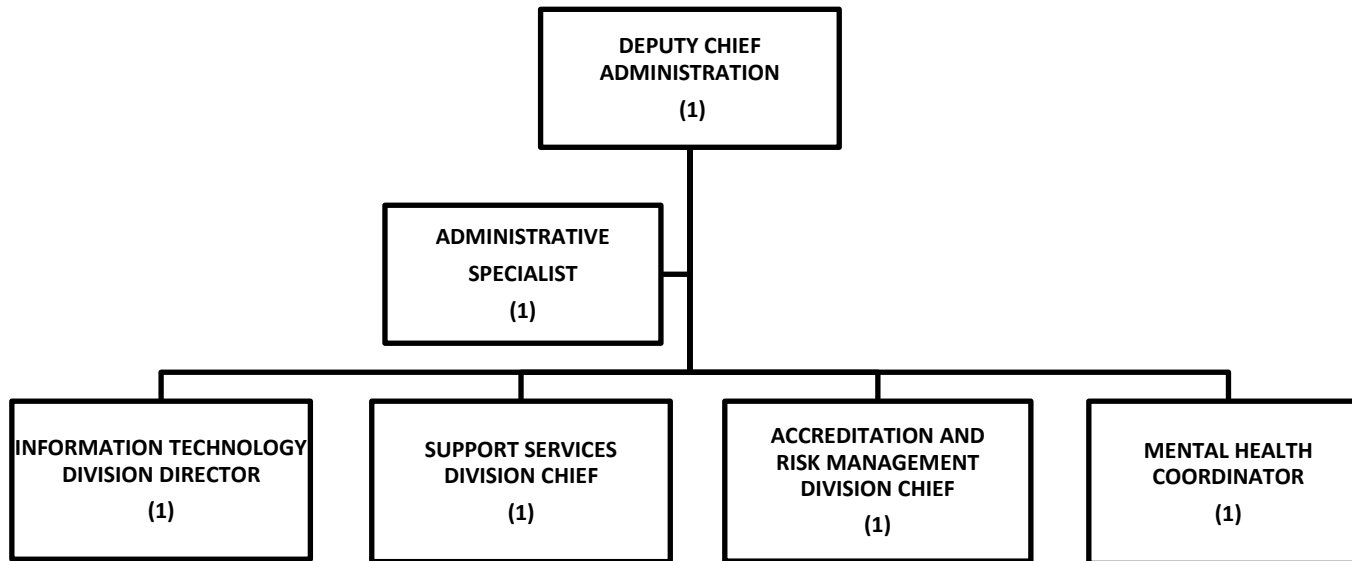 DEPUTY CHIEF
ADMINISTRATION
(1)
ADMINISTRATIVE
SPECIALIST
(1)
INFORMATION TECHNOLOGY
DIVISION DIRECTOR
(1)
SUPPORT SERVICES
DIVISION CHIEF
(1)
ACCREDITATION AND
RISK MANAGEMENT
DIVISION CHIEF
(1)
MENTAL HEALTH
COORDINATOR
(1)